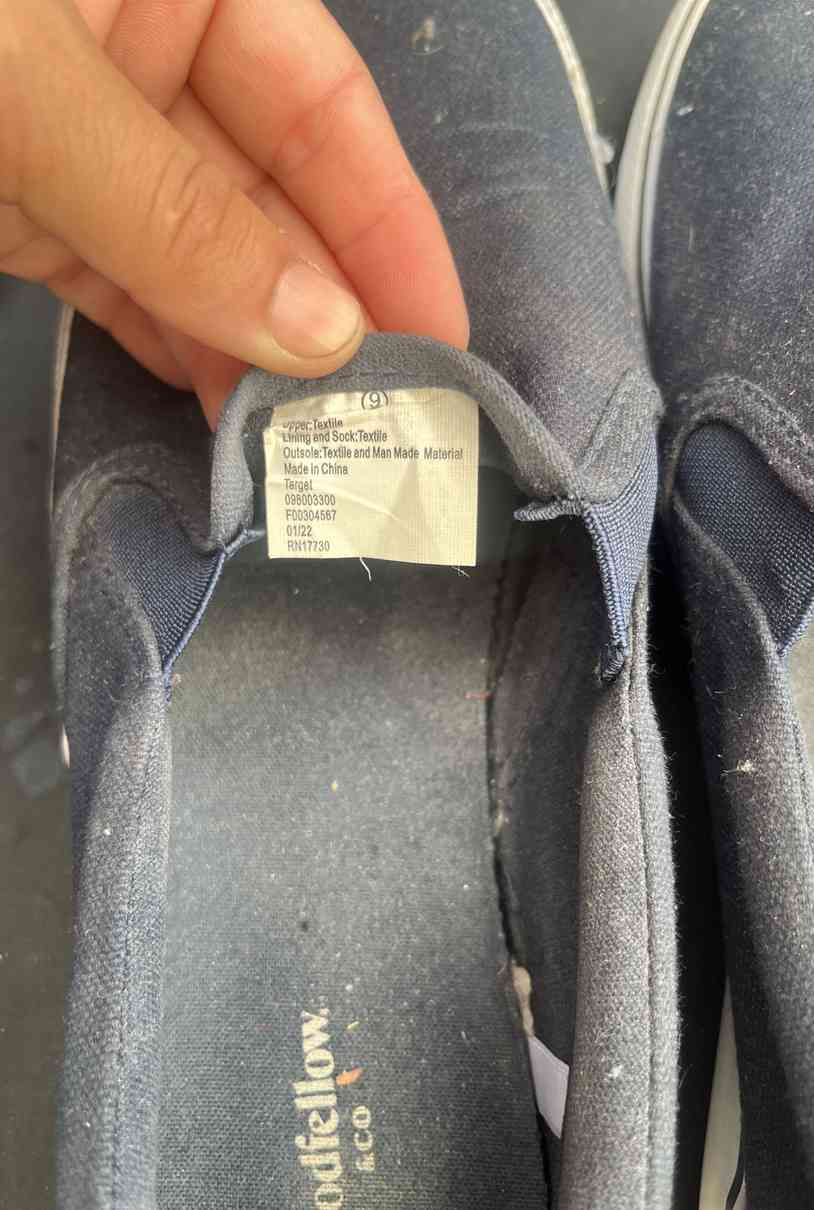 (9)
Upper:Textile
Lining and Sock:Textile
Outsole:Textile and Man Made Material
Made in China
Target
098003300
F00304567
01/22
RN17730
odfellow
&CO